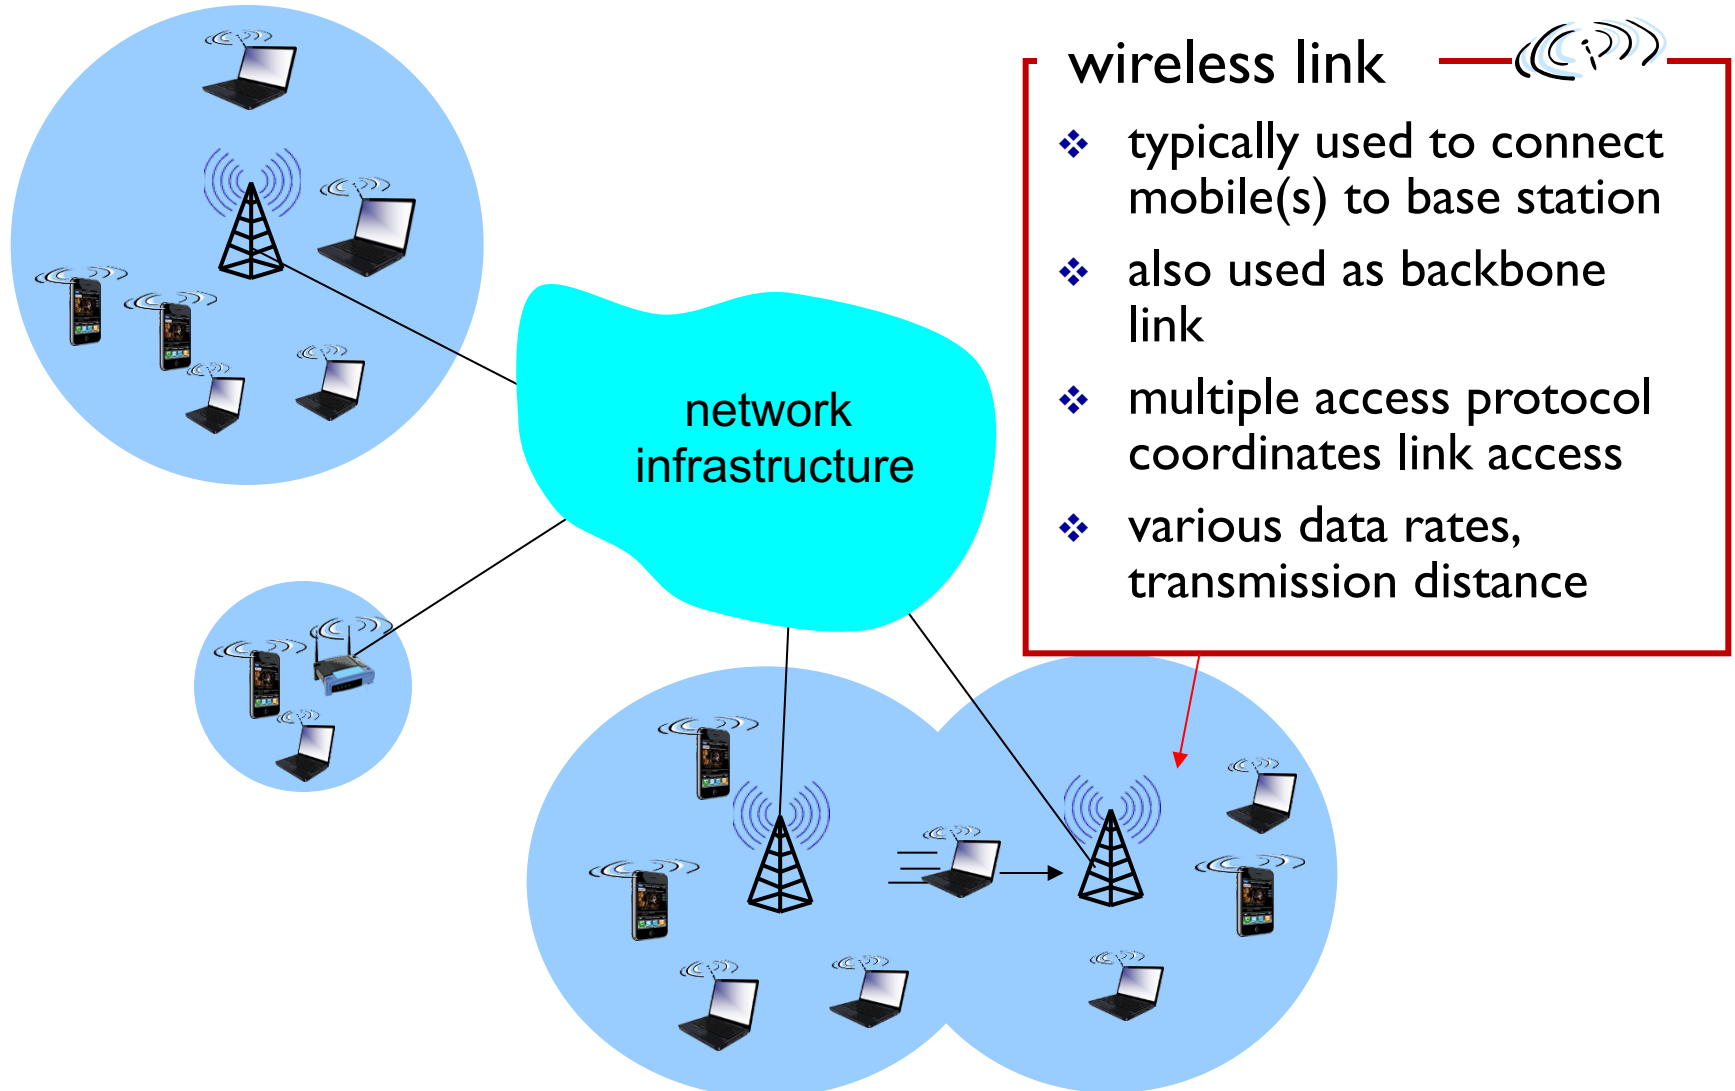 wireless link
❖ typically used to connect
mobile(s) to base station
❖ also used as backbone
link
❖ multiple access protocol
coordinates link access
❖ various data rates,
transmission distance
network
infrastructure